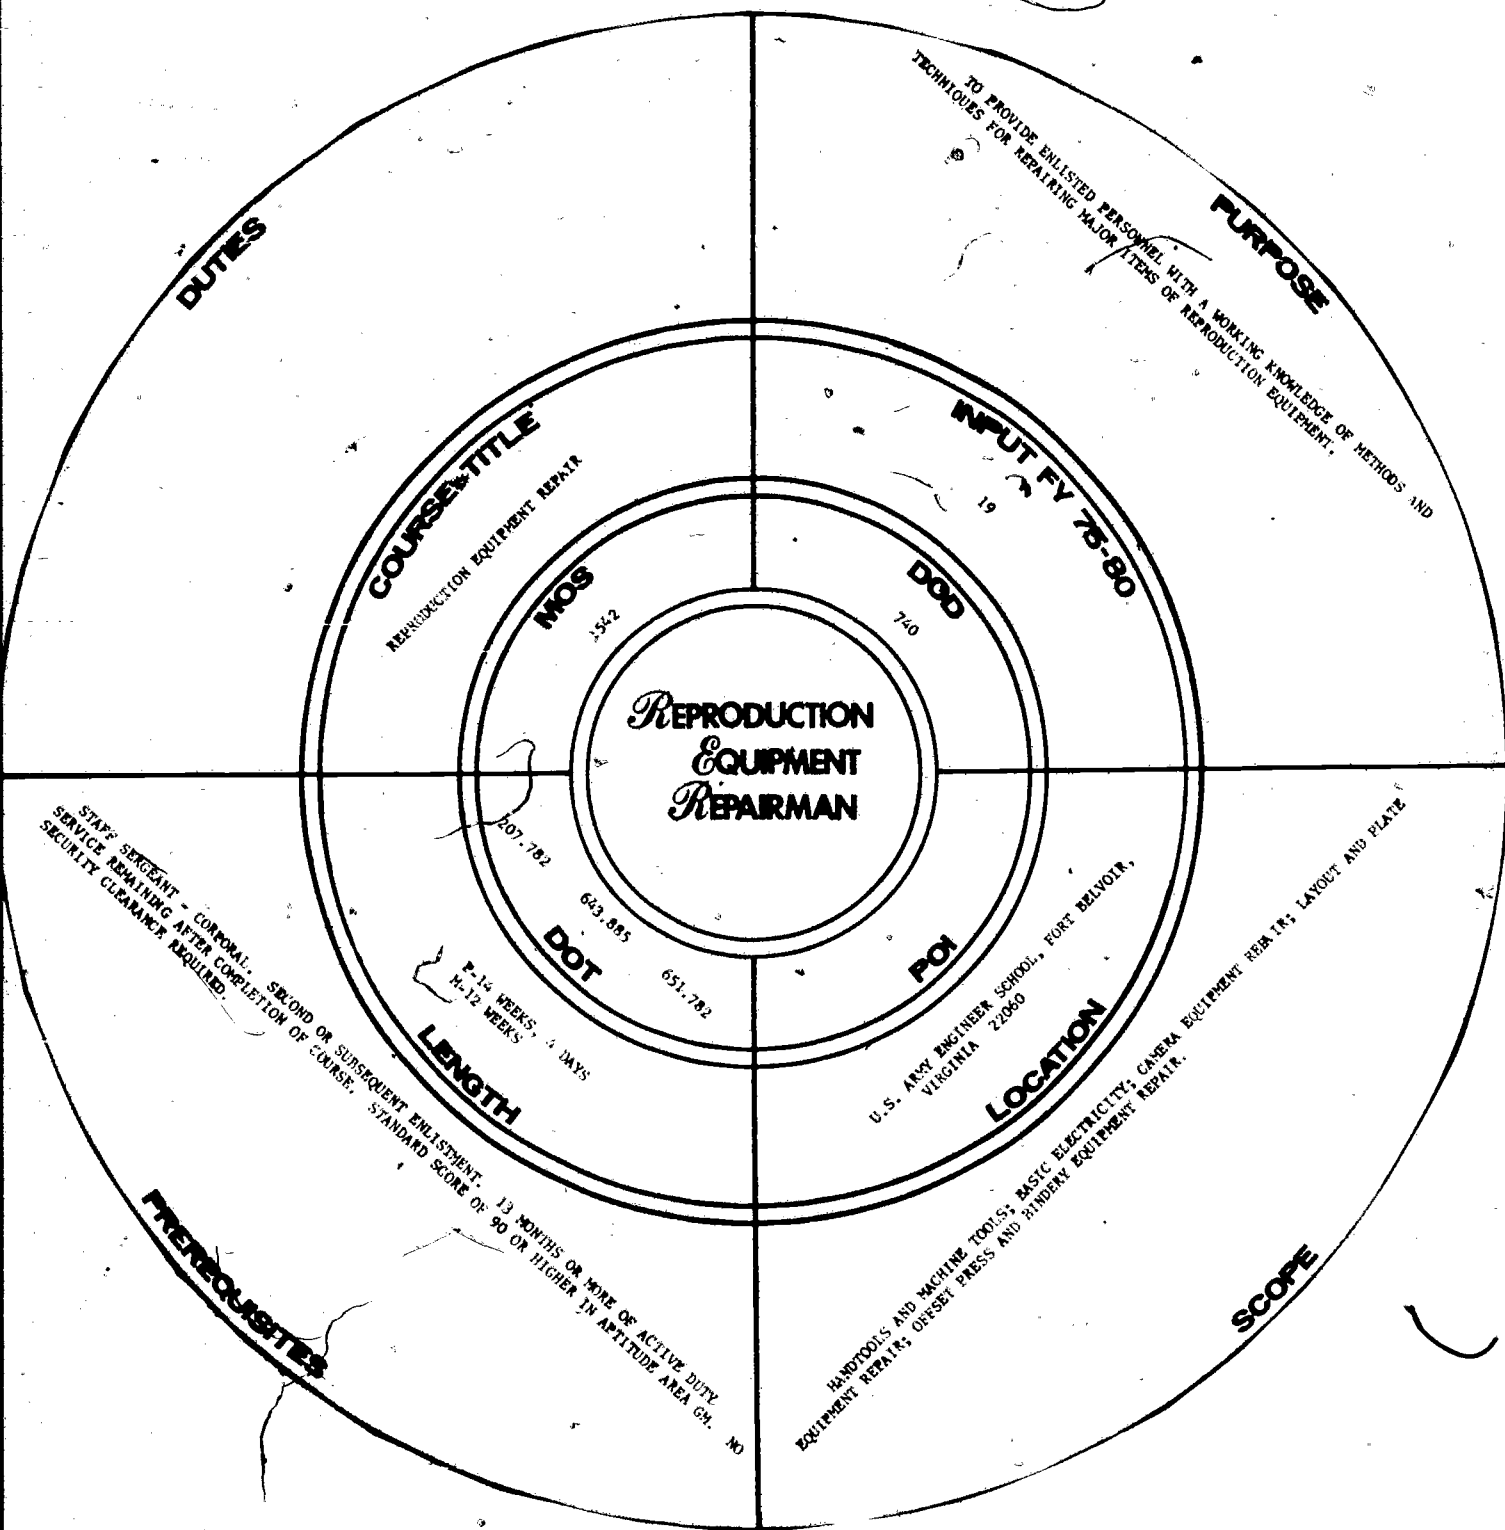 DUTIES
PURPOSE
TO PROVIDE ENLISTED PERSONNEL WITH A WORKING KNOWLEDGE OF METHODS AND
TECHNIQUES FOR REPAIRING MAJOR ITEMS OF REPRODUCTION EQUIPMENT.
COURSE TITLE
REPRODUCTION EQUIPMENT REPAIR
INPUT FY 75-80
19
MOS
1542
DOD
740
REPRODUCTION
EQUIPMENT
REPAIRMAN
207.782
643.885
651.782
DOT
POI
P-14 WEEKS, 4 DAYS
M-12 WEEKS
LENGTH
U.S. ARMY ENGINEER SCHOOL, FORT BELVOIR,
VIRGINIA 22060
LOCATION
STAFF SERGEANT - CORPORAL. SECOND OR SUBSEQUENT ENLISTMENT. 13 MONTHS OR MORE OF ACTIVE DUTY
SERVICE REMAINING AFTER COMPLETION OF COURSE. STANDARD SCORE OF 90 OR HIGHER IN APTITUDE AREA GM. NO
SECURITY CLEARANCE REQUIRED.
PREREQUISITES
HANDTOOLS AND MACHINE TOOLS; BASIC ELECTRICITY; CAMERA EQUIPMENT REPAIR; LAYOUT AND PLATE
EQUIPMENT REPAIR; OFFSET PRESS AND BINDERY EQUIPMENT REPAIR.
SCOPE